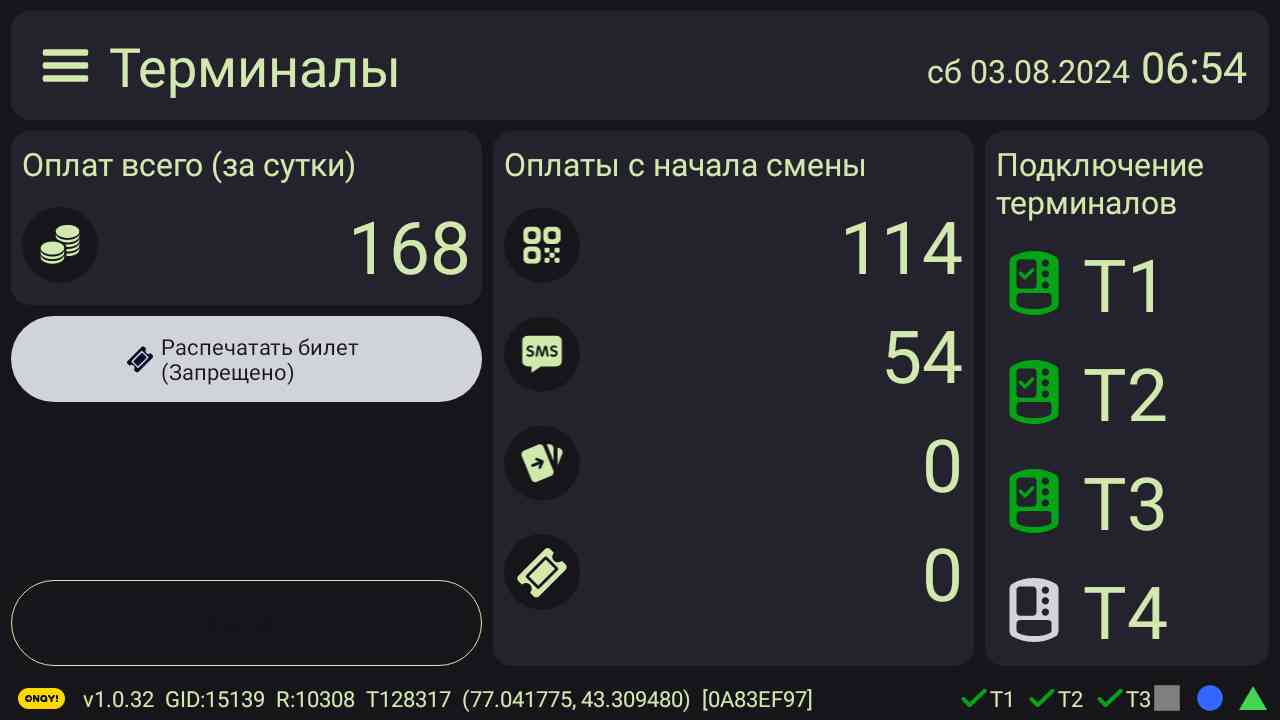 Терминалы
сб 03.08.2024 06:54
Оплат всего (за сутки)
168
Распечатать билет
(Запрещено)
Оплаты с начала смены
114
SMS
54
0
0
Подключение
терминалов
T1
T2
T3
T4
ONAY! v1.0.32 GID:15139 R:10308 T128317 (77.041775, 43.309480) [0A83EF97] T1 T2 T3